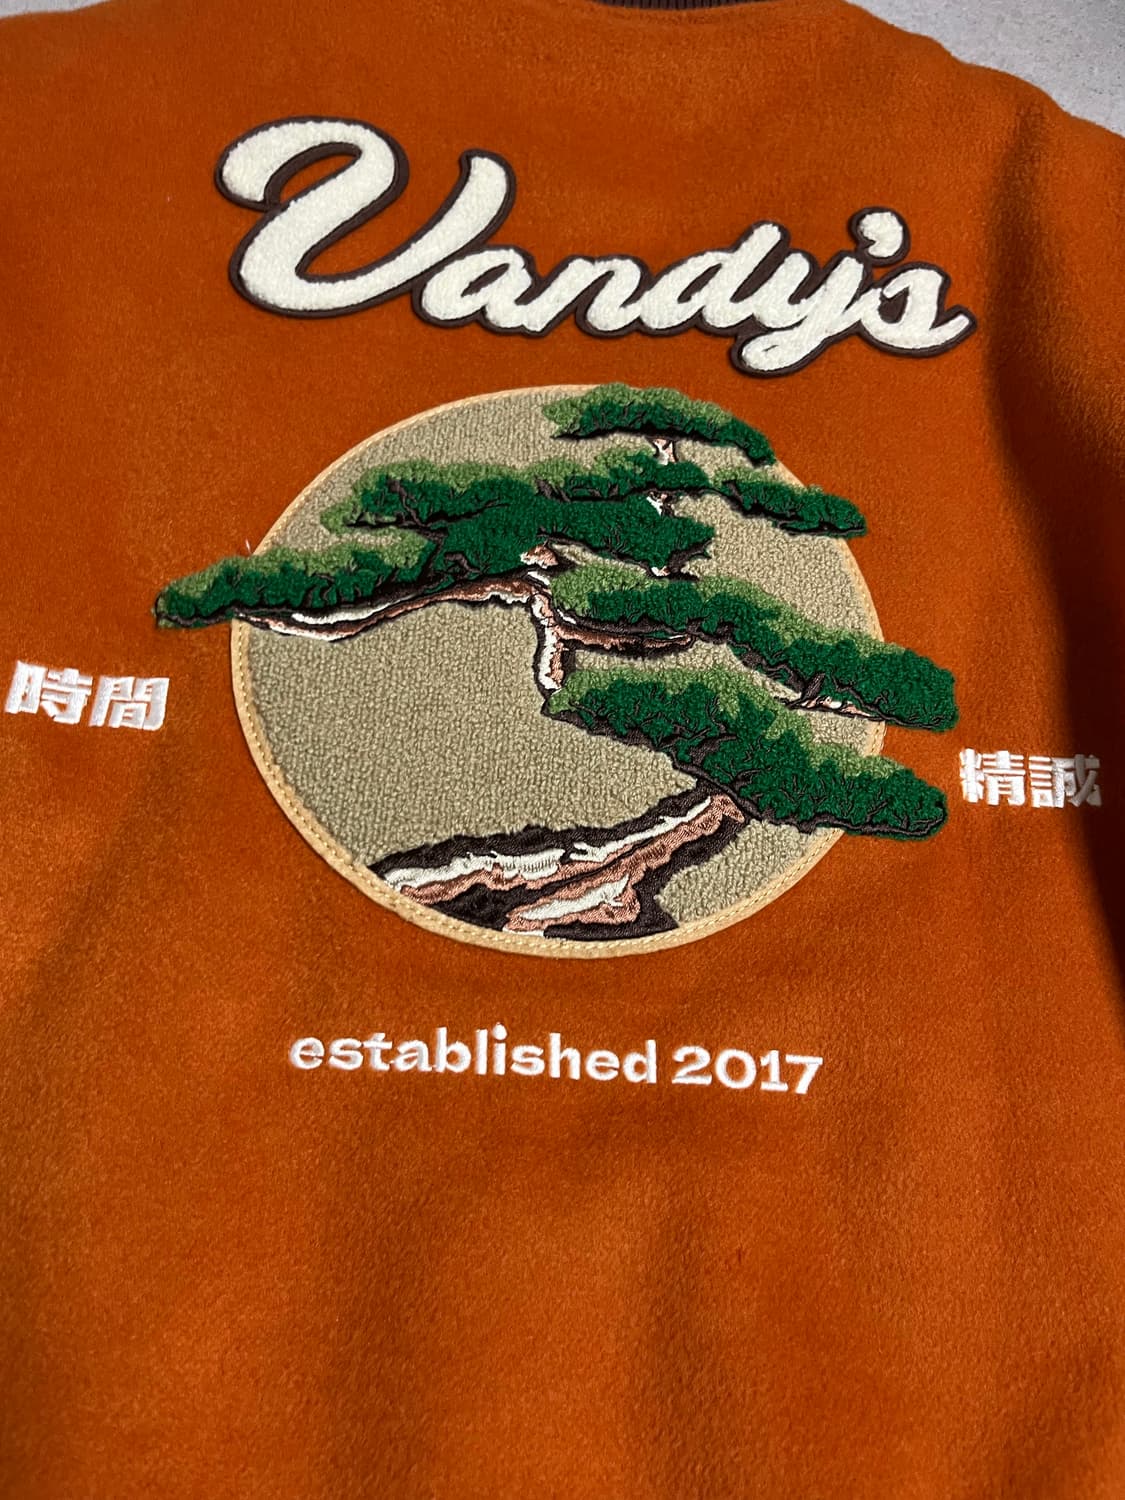 Vandy's
時間
精誠
established 2017